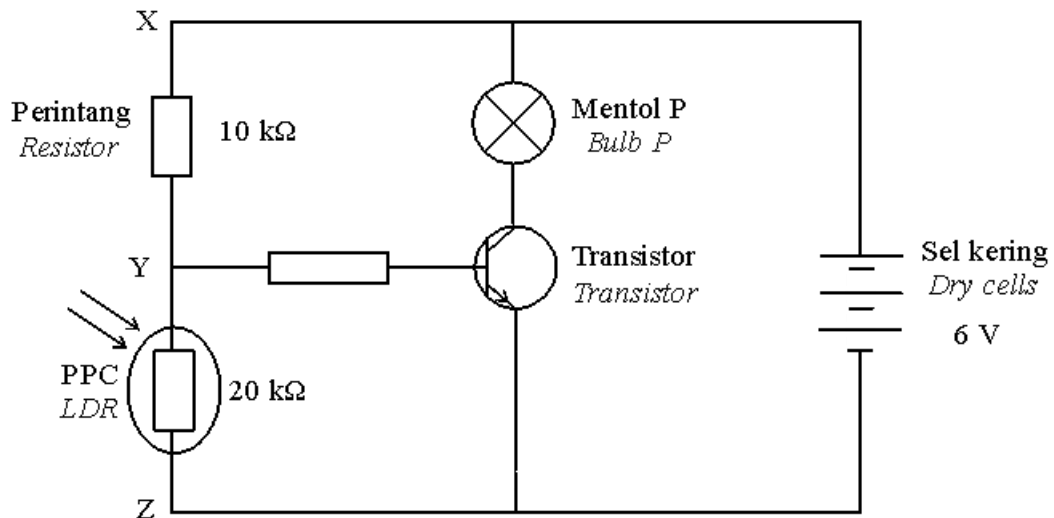 X
Perintang
Resistor
10 kΩ
Mentol P
Bulb P
Y
Transistor
Transistor
Sel kering
Dry cells
6 V
PPC
LDR
20 kΩ
Z